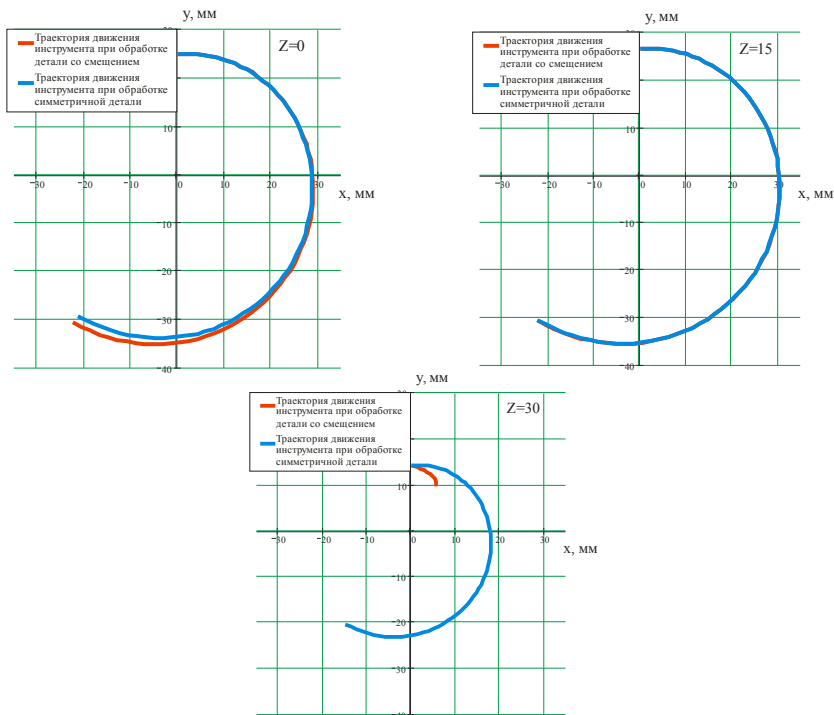 y, мм
Траектория движения
инструмента при обработке
детали со смещением
Траектория движения
инструмента при обработке
симметричной детали
Z=0
10
-30
-20
-10
0
10
20
30
x, мм
-10
-20
-30
-40
y, мм
Траектория движения
инструмента при обработке
детали со смещением
Траектория движения
инструмента при обработке
симметричной детали
Z=15
10
-30
-20
-10
0
10
20
30
x, мм
-10
-20
-30
-40
y, мм
Траектория движения
инструмента при обработке
детали со смещением
Траектория движения
инструмента при обработке
симметричной детали
Z=30
10
-30
-20
-10
0
10
20
30
x, мм
-10
-20
-30
-40